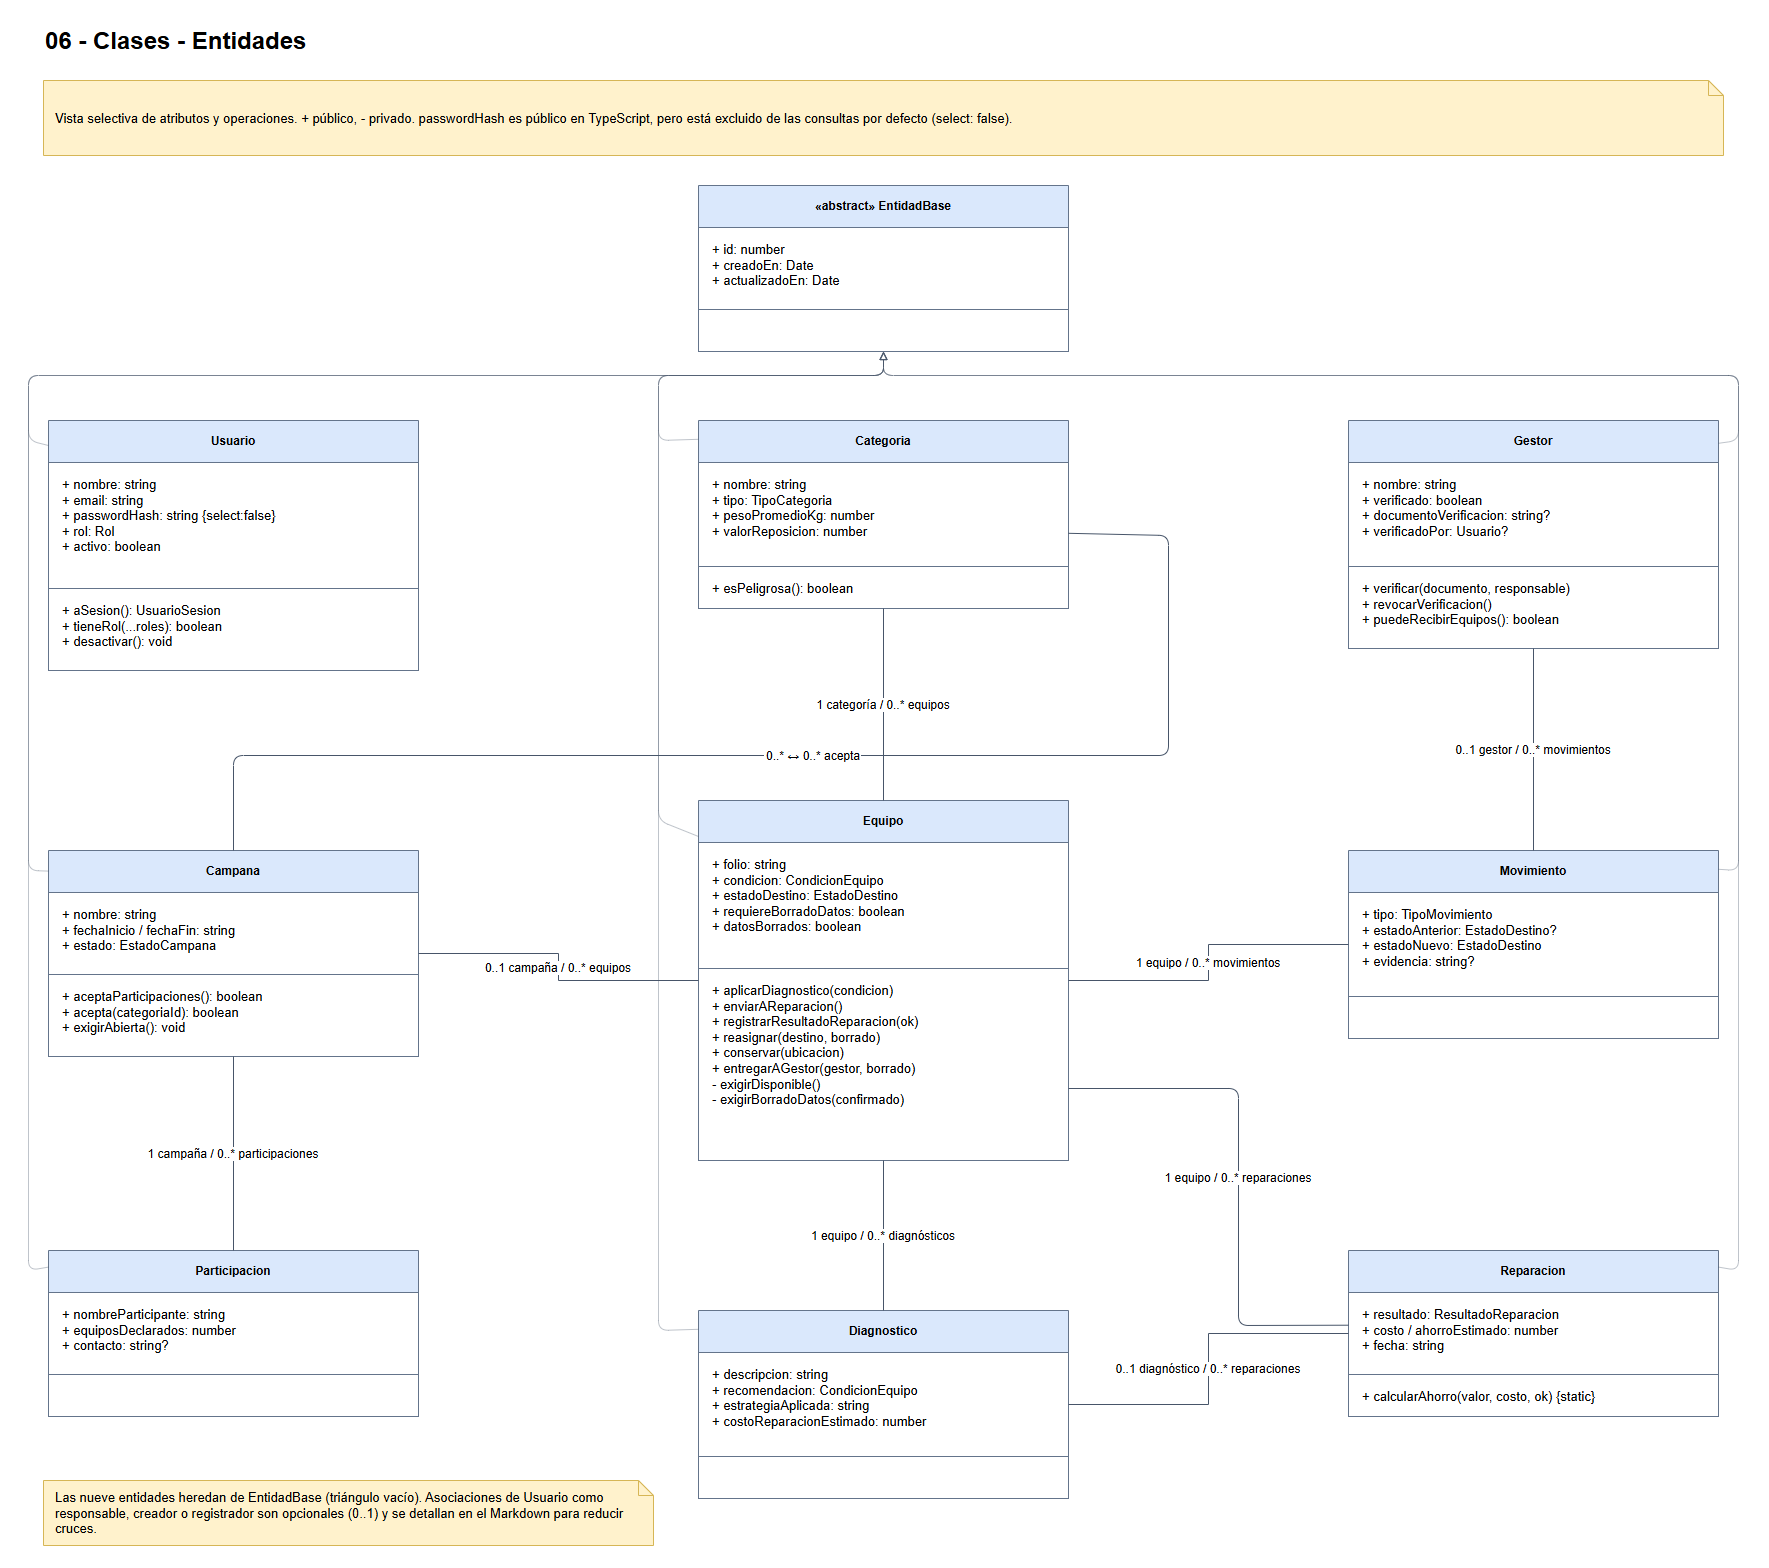 06 - Clases - Entidades
Vista selectiva de atributos y operaciones. + público, - privado. passwordHash es público en TypeScript, pero está excluido de las consultas por defecto (select: false).
«abstract» EntidadBase
+ id: number
+ creadoEn: Date
+ actualizadoEn: Date
Usuario
+ nombre: string
+ email: string
+ passwordHash: string {select:false}
+ rol: Rol
+ activo: boolean
+ aSesion(): UsuarioSesion
+ tieneRol(...roles): boolean
+ desactivar(): void
Categoria
+ nombre: string
+ tipo: TipoCategoria
+ pesoPromedioKg: number
+ valorReposicion: number
+ esPeligrosa(): boolean
Gestor
+ nombre: string
+ verificado: boolean
+ documentoVerificacion: string?
+ verificadoPor: Usuario?
+ verificar(documento, responsable)
+ revocarVerificacion()
+ puedeRecibirEquipos(): boolean
1 categoría / 0..* equipos
0..* ↔ 0..* acepta
0..1 gestor / 0..* movimientos
Campana
+ nombre: string
+ fechaInicio / fechaFin: string
+ estado: EstadoCampana
+ aceptaParticipaciones(): boolean
+ acepta(categoriaId): boolean
+ exigirAbierta(): void
0..1 campaña / 0..* equipos
Equipo
+ folio: string
+ condicion: CondicionEquipo
+ estadoDestino: EstadoDestino
+ requiereBorradoDatos: boolean
+ datosBorrados: boolean
+ aplicarDiagnostico(condicion)
+ enviarAReparacion()
+ registrarResultadoReparacion(ok)
+ reasignar(destino, borrado)
+ conservar(ubicacion)
+ entregarAGestor(gestor, borrado)
- exigirDisponible()
- exigirBorradoDatos(confirmado)
1 equipo / 0..* movimientos
Movimiento
+ tipo: TipoMovimiento
+ estadoAnterior: EstadoDestino?
+ estadoNuevo: EstadoDestino
+ evidencia: string?
1 campaña / 0..* participaciones
1 equipo / 0..* reparaciones
1 equipo / 0..* diagnósticos
Participacion
+ nombreParticipante: string
+ equiposDeclarados: number
+ contacto: string?
Diagnostico
+ descripcion: string
+ recomendacion: CondicionEquipo
+ estrategiaAplicada: string
+ costoReparacionEstimado: number
0..1 diagnóstico / 0..* reparaciones
Reparacion
+ resultado: ResultadoReparacion
+ costo / ahorroEstimado: number
+ fecha: string
+ calcularAhorro(valor, costo, ok) {static}
Las nueve entidades heredan de EntidadBase (triángulo vacío). Asociaciones de Usuario como
responsable, creador o registrador son opcionales (0..1) y se detallan en el Markdown para reducir
cruces.